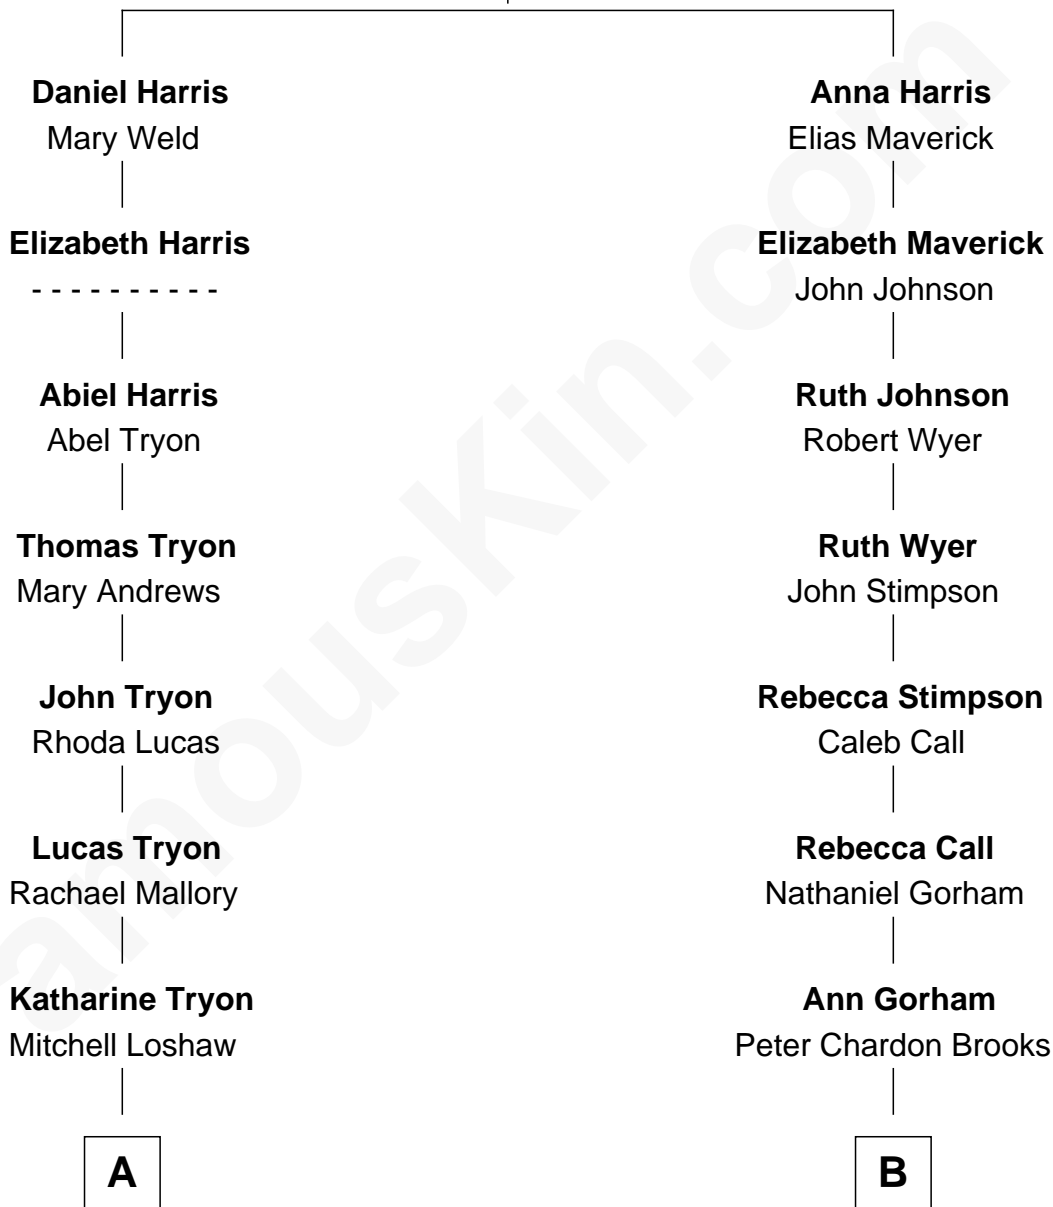 Daniel Harris
Mary Weld
Anna Harris
Elias Maverick
Elizabeth Harris
- - - - - - - - - -
Elizabeth Maverick
John Johnson
Abiel Harris
Abel Tryon
Ruth Johnson
Robert Wyer
Thomas Tryon
Mary Andrews
Ruth Wyer
John Stimpson
John Tryon
Rhoda Lucas
Rebecca Stimpson
Caleb Call
Lucas Tryon
Rachael Mallory
Rebecca Call
Nathaniel Gorham
Katharine Tryon
Mitchell Loshaw
Ann Gorham
Peter Chardon Brooks
A
B
amousKin.com